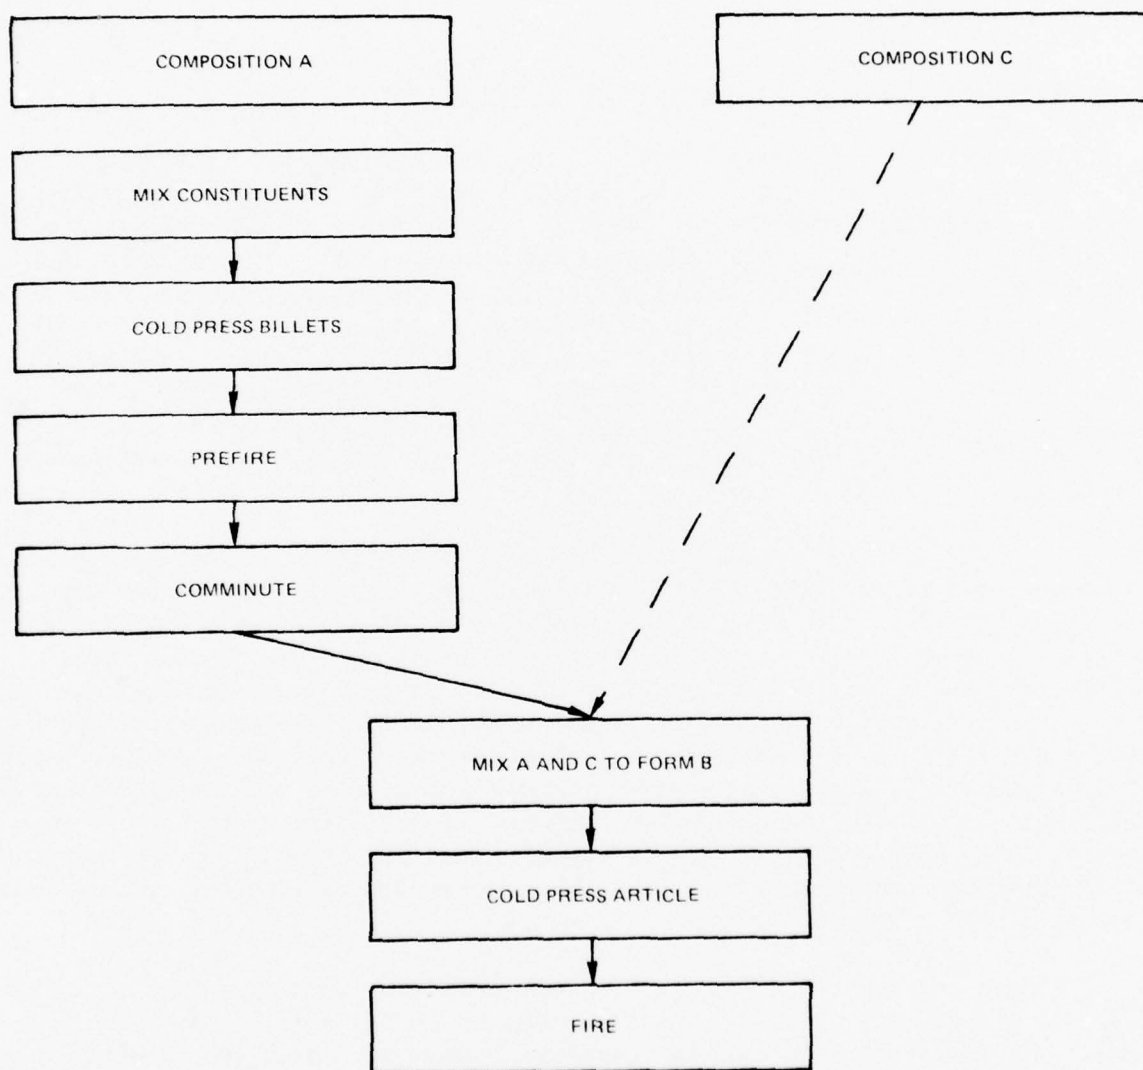 COMPOSITION A
COMPOSITION C
MIX CONSTITUENTS
COLD PRESS BILLETS
PREFIRE
COMMINUTE
MIX A AND C TO FORM B
COLD PRESS ARTICLE
FIRE